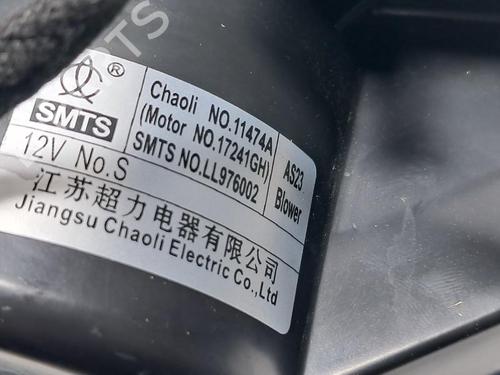 ®
SMTS
Chaoli NO.11474A
(Motor NO.17241GH)
SMTS NO.LL976002
AS23
Blower
12V No.S
江苏超力电器有限公司
Jiangsu Chaoli Electric Co.,Ltd